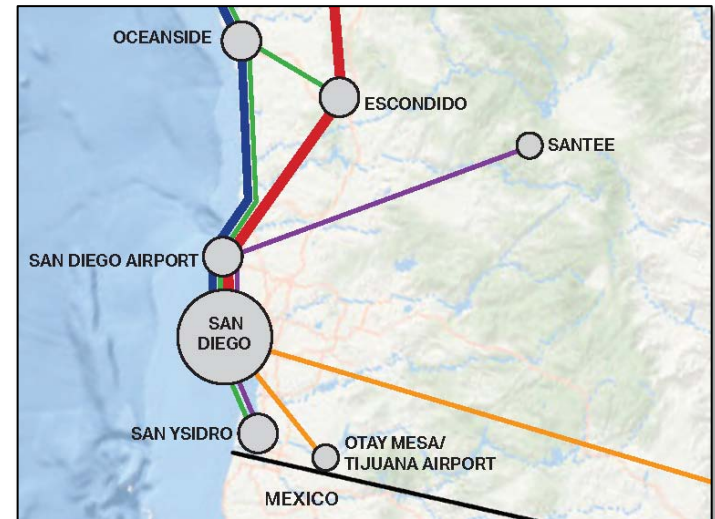 OCEANSIDE
ESCONDIDO
SANTEE
SAN DIEGO AIRPORT
SAN
DIEGO
SAN YSIDRO
OTAY MESA/
TIJUANA AIRPORT
MEXICO